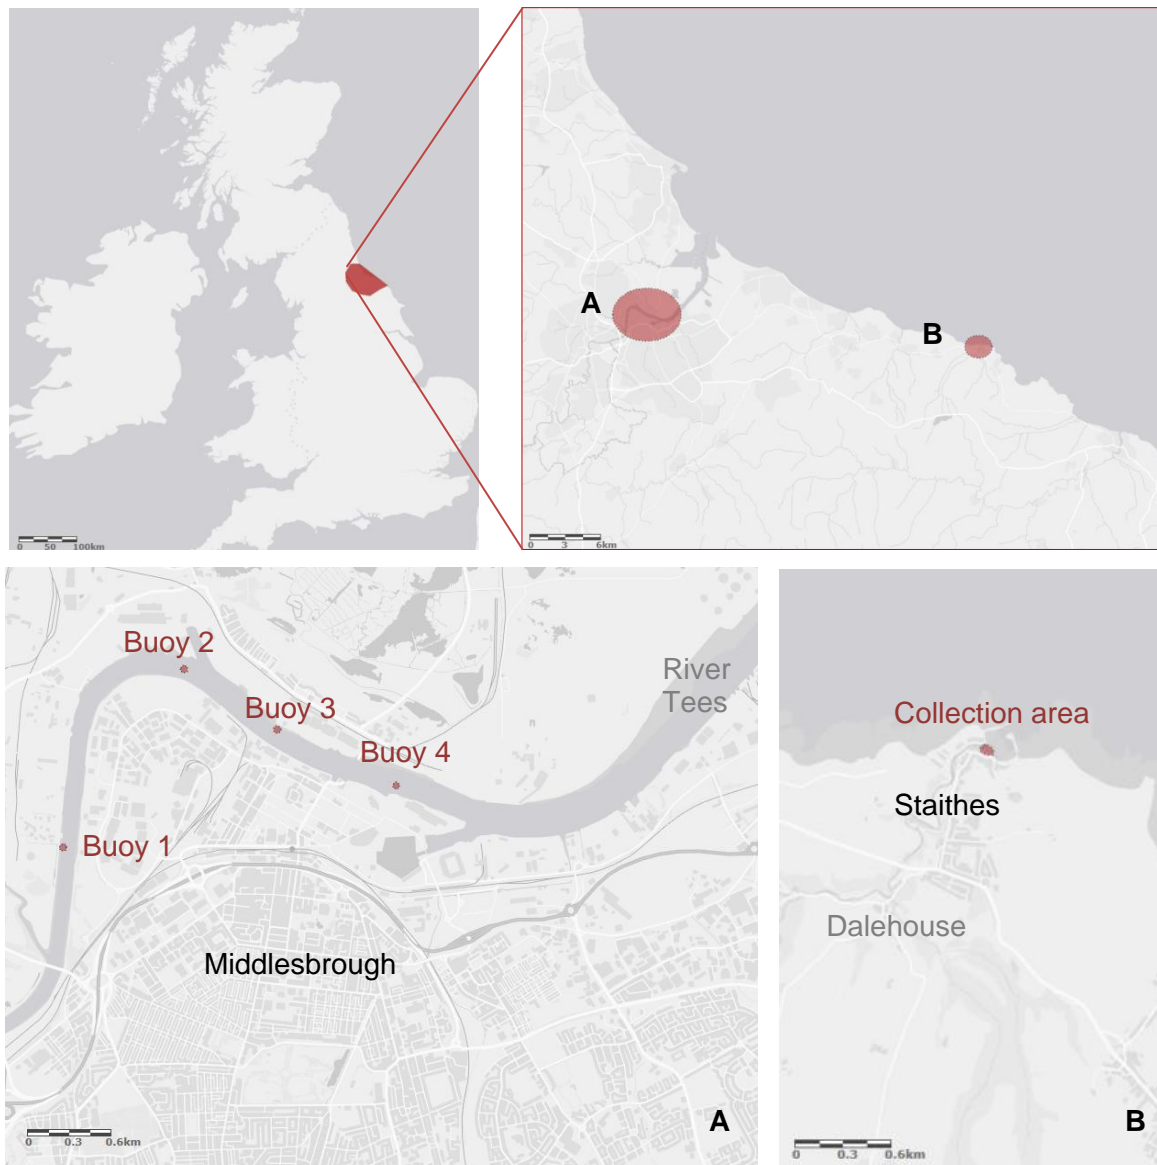 A
B
0 50 100km
0 3 6km
Buoy 2
River
Tees
Buoy 3
Buoy 4
Buoy 1
Middlesbrough
0 0.3 0.6km
A
Collection area
Staithes
Dalehouse
0 0.3 0.6km
B